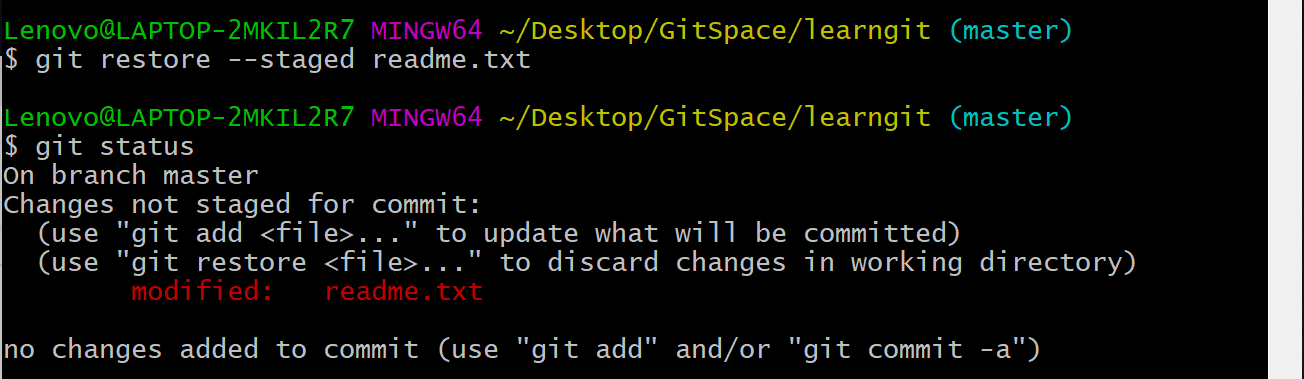 Lenovo@LAPTOP-2MKIL2R7 MINGW64 ~/Desktop/GitSpace/learngit (master)
$ git restore --staged readme.txt
Lenovo@LAPTOP-2MKIL2R7 MINGW64 ~/Desktop/GitSpace/learngit (master)
$ git status
On branch master
Changes not staged for commit:
  (use "git add <file>..." to update what will be committed)
  (use "git restore <file>..." to discard changes in working directory)
        modified:   readme.txt
no changes added to commit (use "git add" and/or "git commit -a")